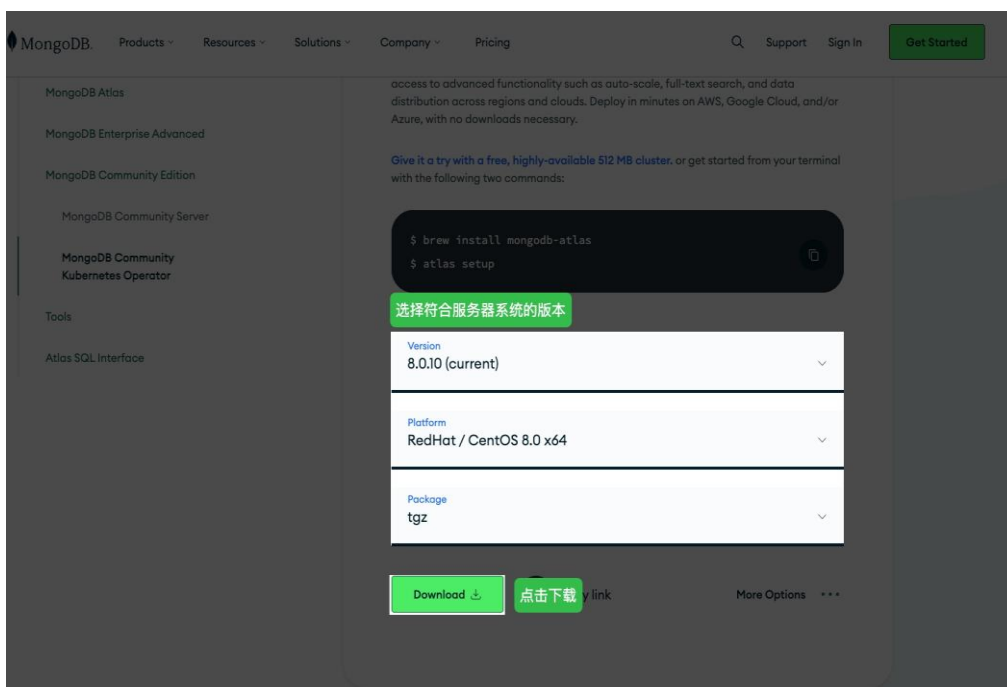 MongoDB. Products Resources Solutions Company Pricing Support Sign In Get Started
MongoDB Atlas
MongoDB Enterprise Advanced
MongoDB Community Edition
MongoDB Community Server
MongoDB Community
Kubernetes Operator
Tools
Atlas SQL Interface
access to advanced functionality such as auto-scale, full-text search, and data
distribution across regions and clouds. Deploy in minutes on AWS, Google Cloud, and/or
Azure, with no downloads necessary.
Give it a try with a free, highly-available 512 MB cluster. or get started from your terminal
with the following two commands:
$ brew install mongodb-atlas
$ atlas setup
选择符合服务器系统的版本
Version
8.0.10 (current)
Platform
RedHat / CentOS 8.0 x64
Package
tgz
Download 点击下载 y link More Options